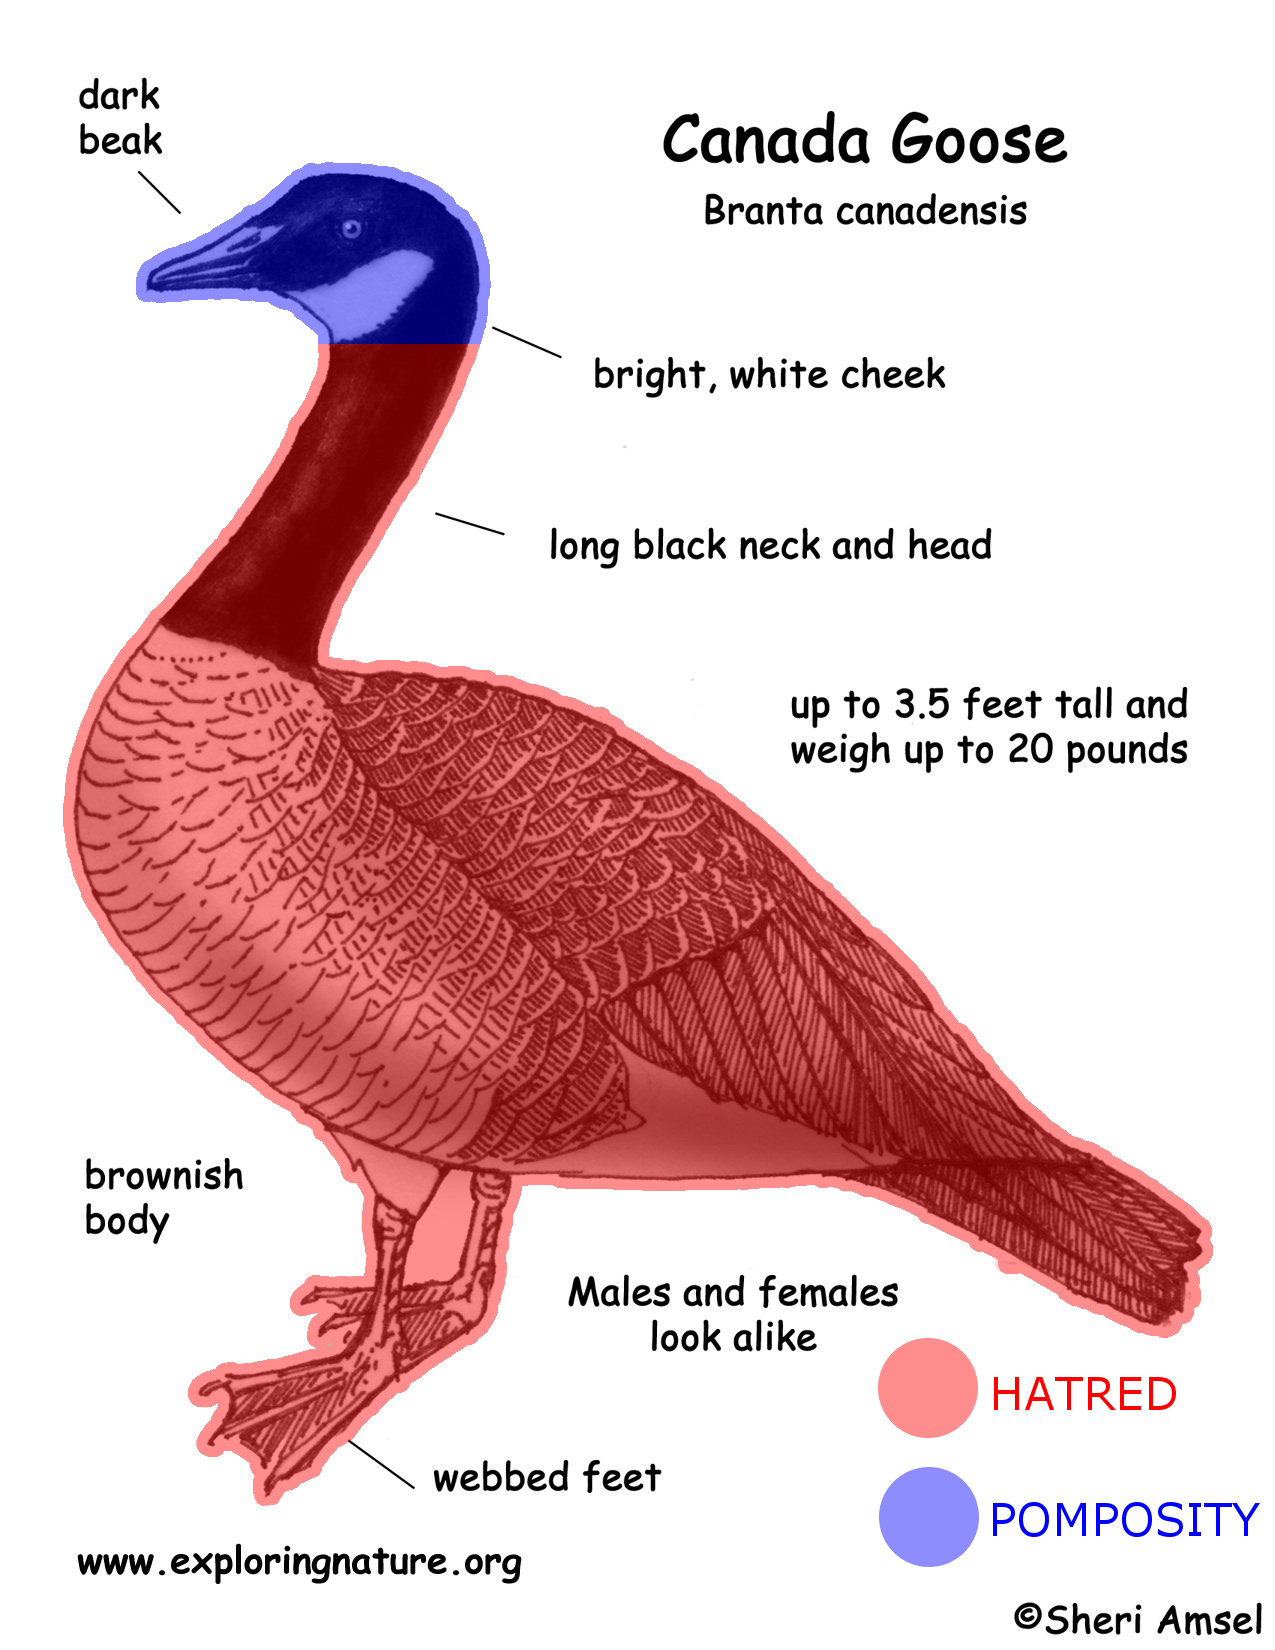 dark
beak
Canada Goose
Branta canadensis
bright, white cheek
long black neck and head
up to 3.5 feet tall and
weigh up to 20 pounds
brownish
body
Males and females
look alike
HATRED
webbed feet
POMPOSITY
www.exploringnature.org
©Sheri Amsel